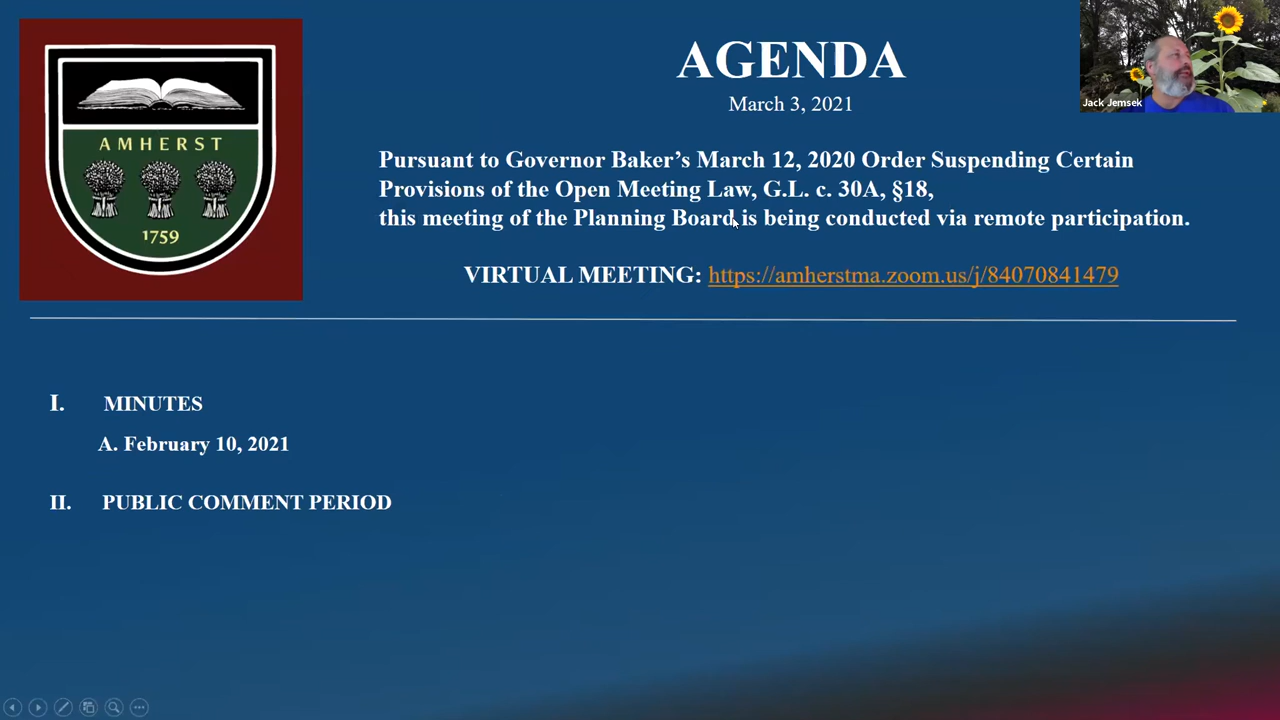 AMHERST
1759
AGENDA
March 3, 2021
Pursuant to Governor Baker’s March 12, 2020 Order Suspending Certain
Provisions of the Open Meeting Law, G.L. c. 30A, §18,
this meeting of the Planning Board is being conducted via remote participation.
VIRTUAL MEETING: https://amherstma.zoom.us/j/84070841479
Jack Jemsek
I. MINUTES
A. February 10, 2021
II. PUBLIC COMMENT PERIOD